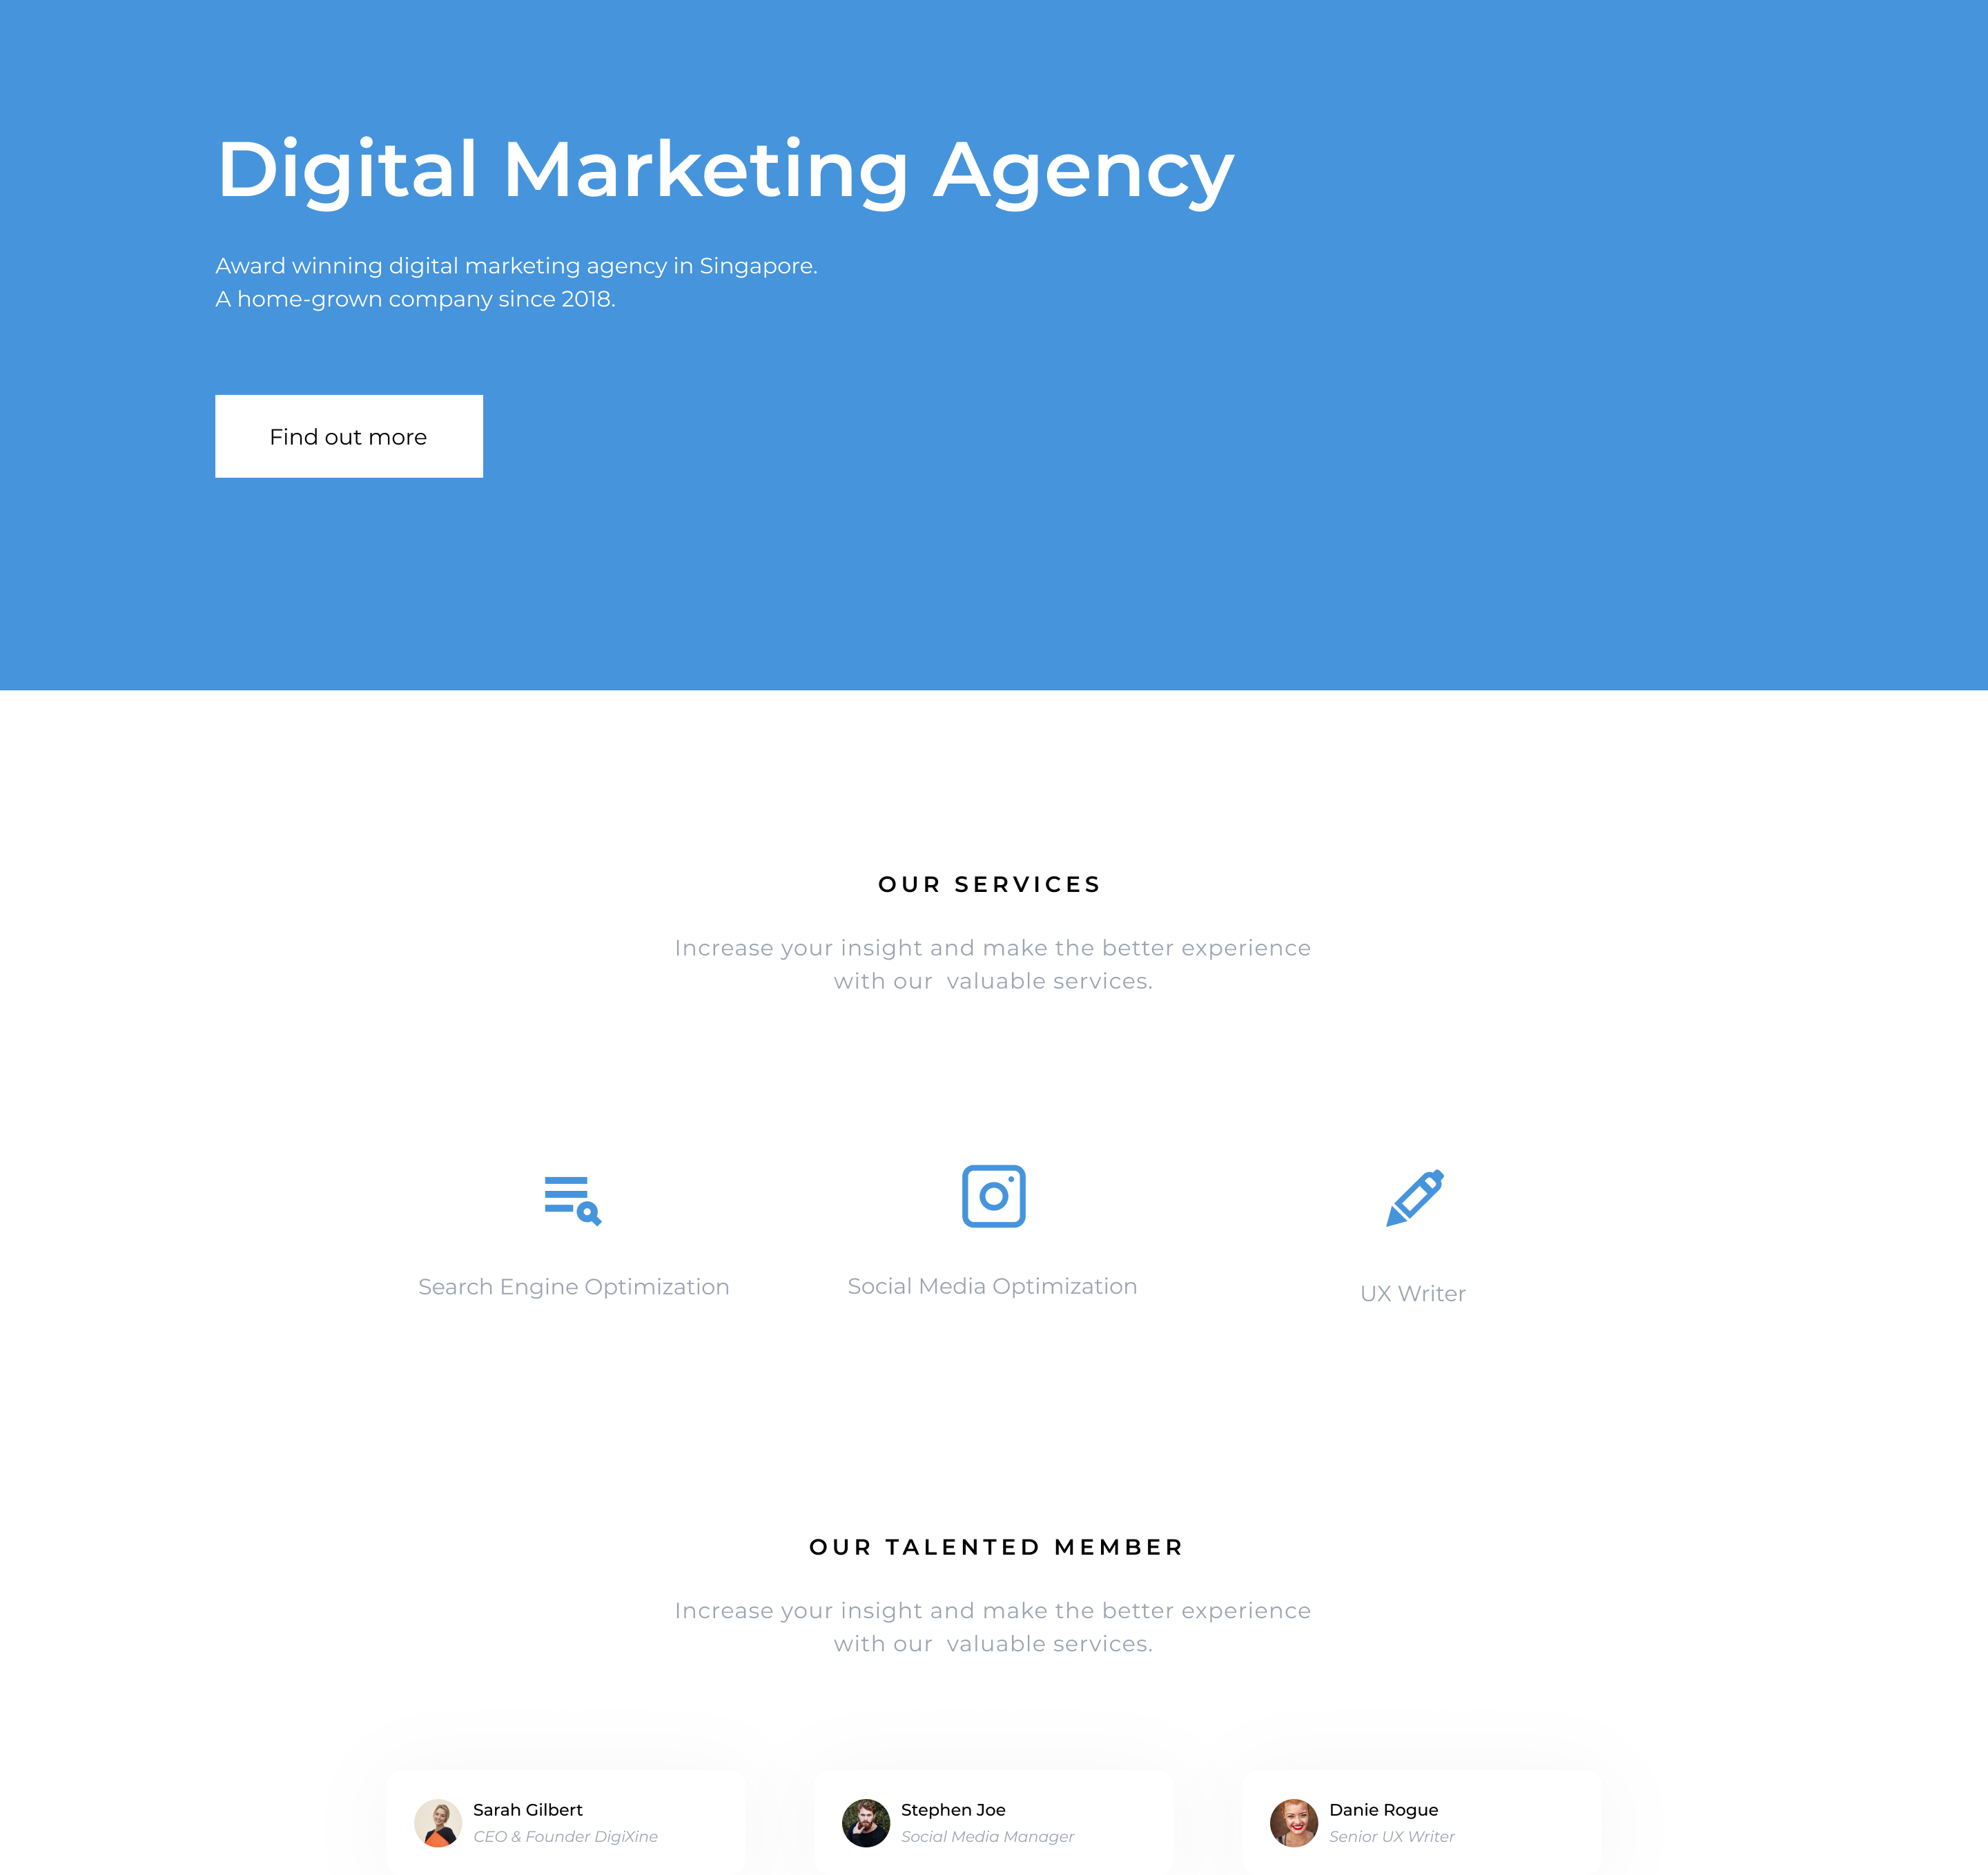 Digital Marketing Agency
Award winning digital marketing agency in Singapore.
A home-grown company since 2018.
Find out more
OUR SERVICES
Increase your insight and make the better experience
with our  valuable services.
Search Engine Optimization
Social Media Optimization
UX Writer
OUR TALENTED MEMBER
Increase your insight and make the better experience
with our  valuable services.
Sarah Gilbert
CEO & Founder DigiXine
Stephen Joe
Social Media Manager
Danie Rogue
Senior UX Writer